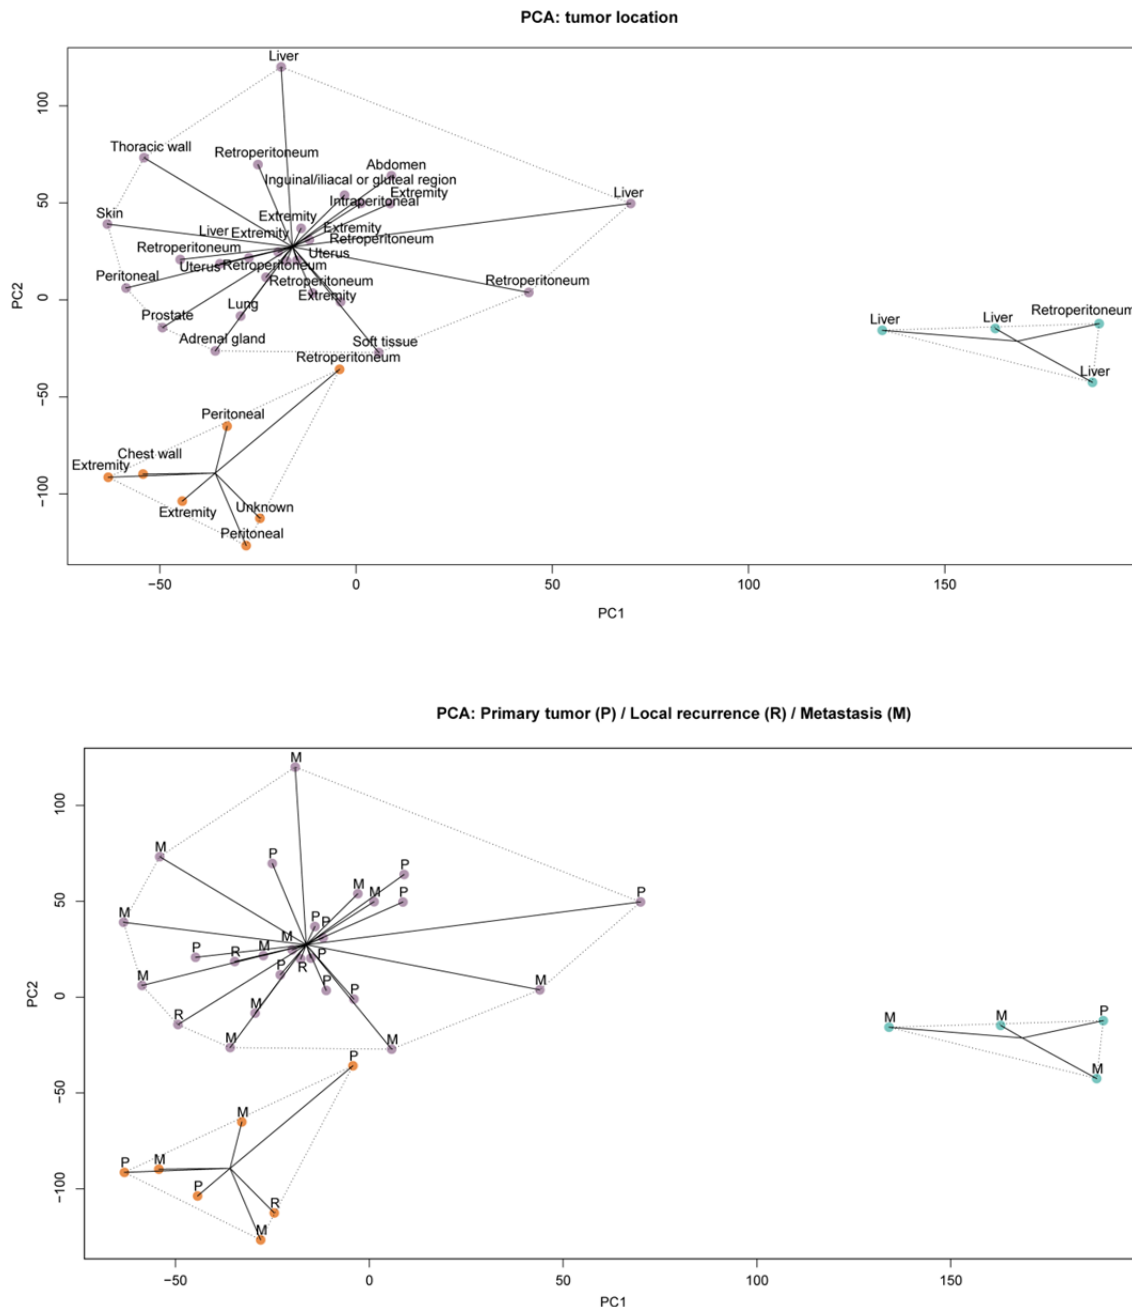 PCA: tumor location
Liver
Thoracic wall
Retroperitoneum
Abdomen
Inguinal/iliacal or gluteal region
Extremity
Intraperitoneal
Liver
Skin
Extremity
Liver Extremity
Extremity
Retroperitoneum
Retroperitoneum
Uterus
Uterus
Retroperitoneum
Peritoneal
Retroperitoneum
Retroperitoneum
Extremity
Lung
Prostate
Adrenal gland
Soft tissue
Retroperitoneum
Liver
Liver
Retroperitoneum
Liver
Peritoneal
Chest wall
Extremity
Extremity
Unknown
Peritoneal
100
50
0
−50
−100
PC2
−50 0 50 100 150
PC1
PCA: Primary tumor (P) / Local recurrence (R) / Metastasis (M)
M
M
P
P
M
M
P
P
M
P
P
M
P
R
M
P
R
P
M
P
P
M
M
R
M
M
P
M
M
P
M
M
P
M
P
R
M
100
50
0
−50
−100
PC2
−50 0 50 100 150
PC1